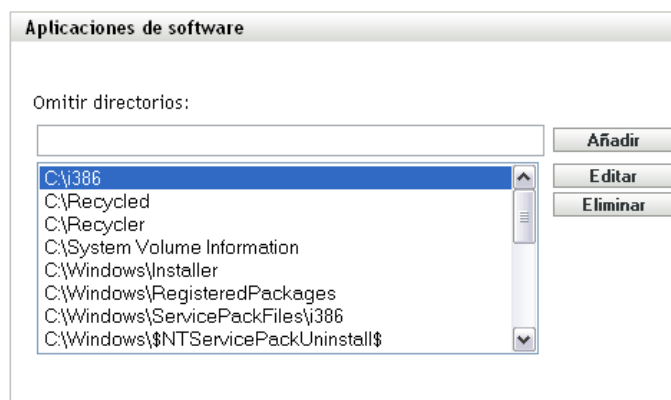 Aplicaciones de software
Omitir directorios:
Añadir
C:\i386
Editar
C:\Recycled
C:\Recycler
Eliminar
C:\System Volume Information
C:\Windows\Installer
C:\Windows\RegisteredPackages
C:\Windows\ServicePackFiles\i386
C:\Windows\$NTServicePackUninstall$